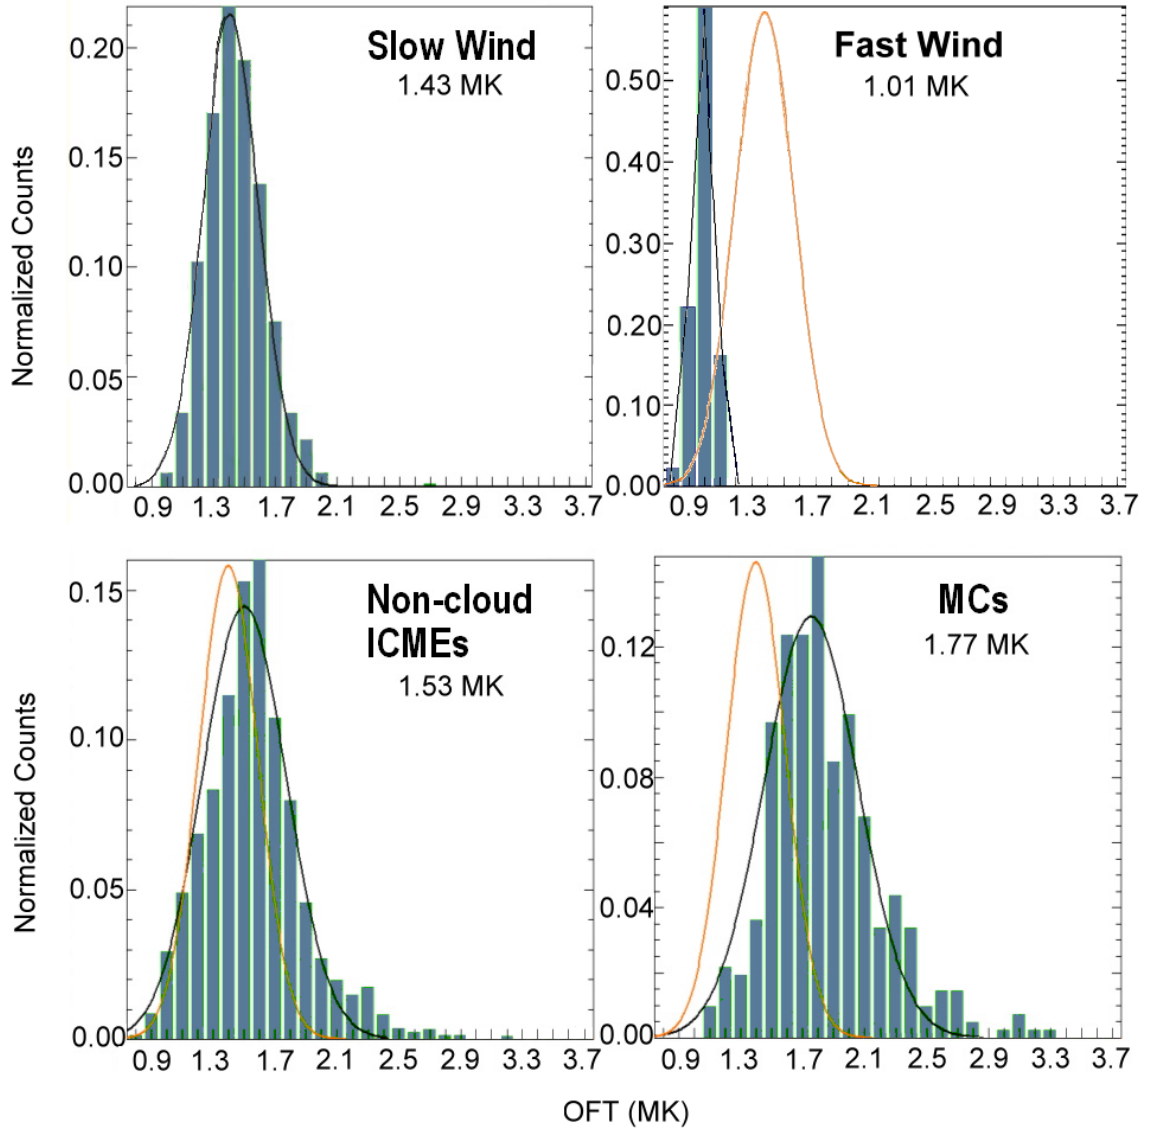 Slow Wind
1.43 MK
Normalized Counts
0.20
0.15
0.10
0.05
0.00
0.9 1.3 1.7 2.1 2.5 2.9 3.3 3.7
Fast Wind
1.01 MK
0.50
0.40
0.30
0.20
0.10
0.00
0.9 1.3 1.7 2.1 2.5 2.9 3.3 3.7
Non-cloud
ICMEs
1.53 MK
Normalized Counts
0.15
0.10
0.05
0.00
0.9 1.3 1.7 2.1 2.5 2.9 3.3 3.7
MCs
1.77 MK
0.12
0.08
0.04
0.00
0.9 1.3 1.7 2.1 2.5 2.9 3.3 3.7
OFT (MK)